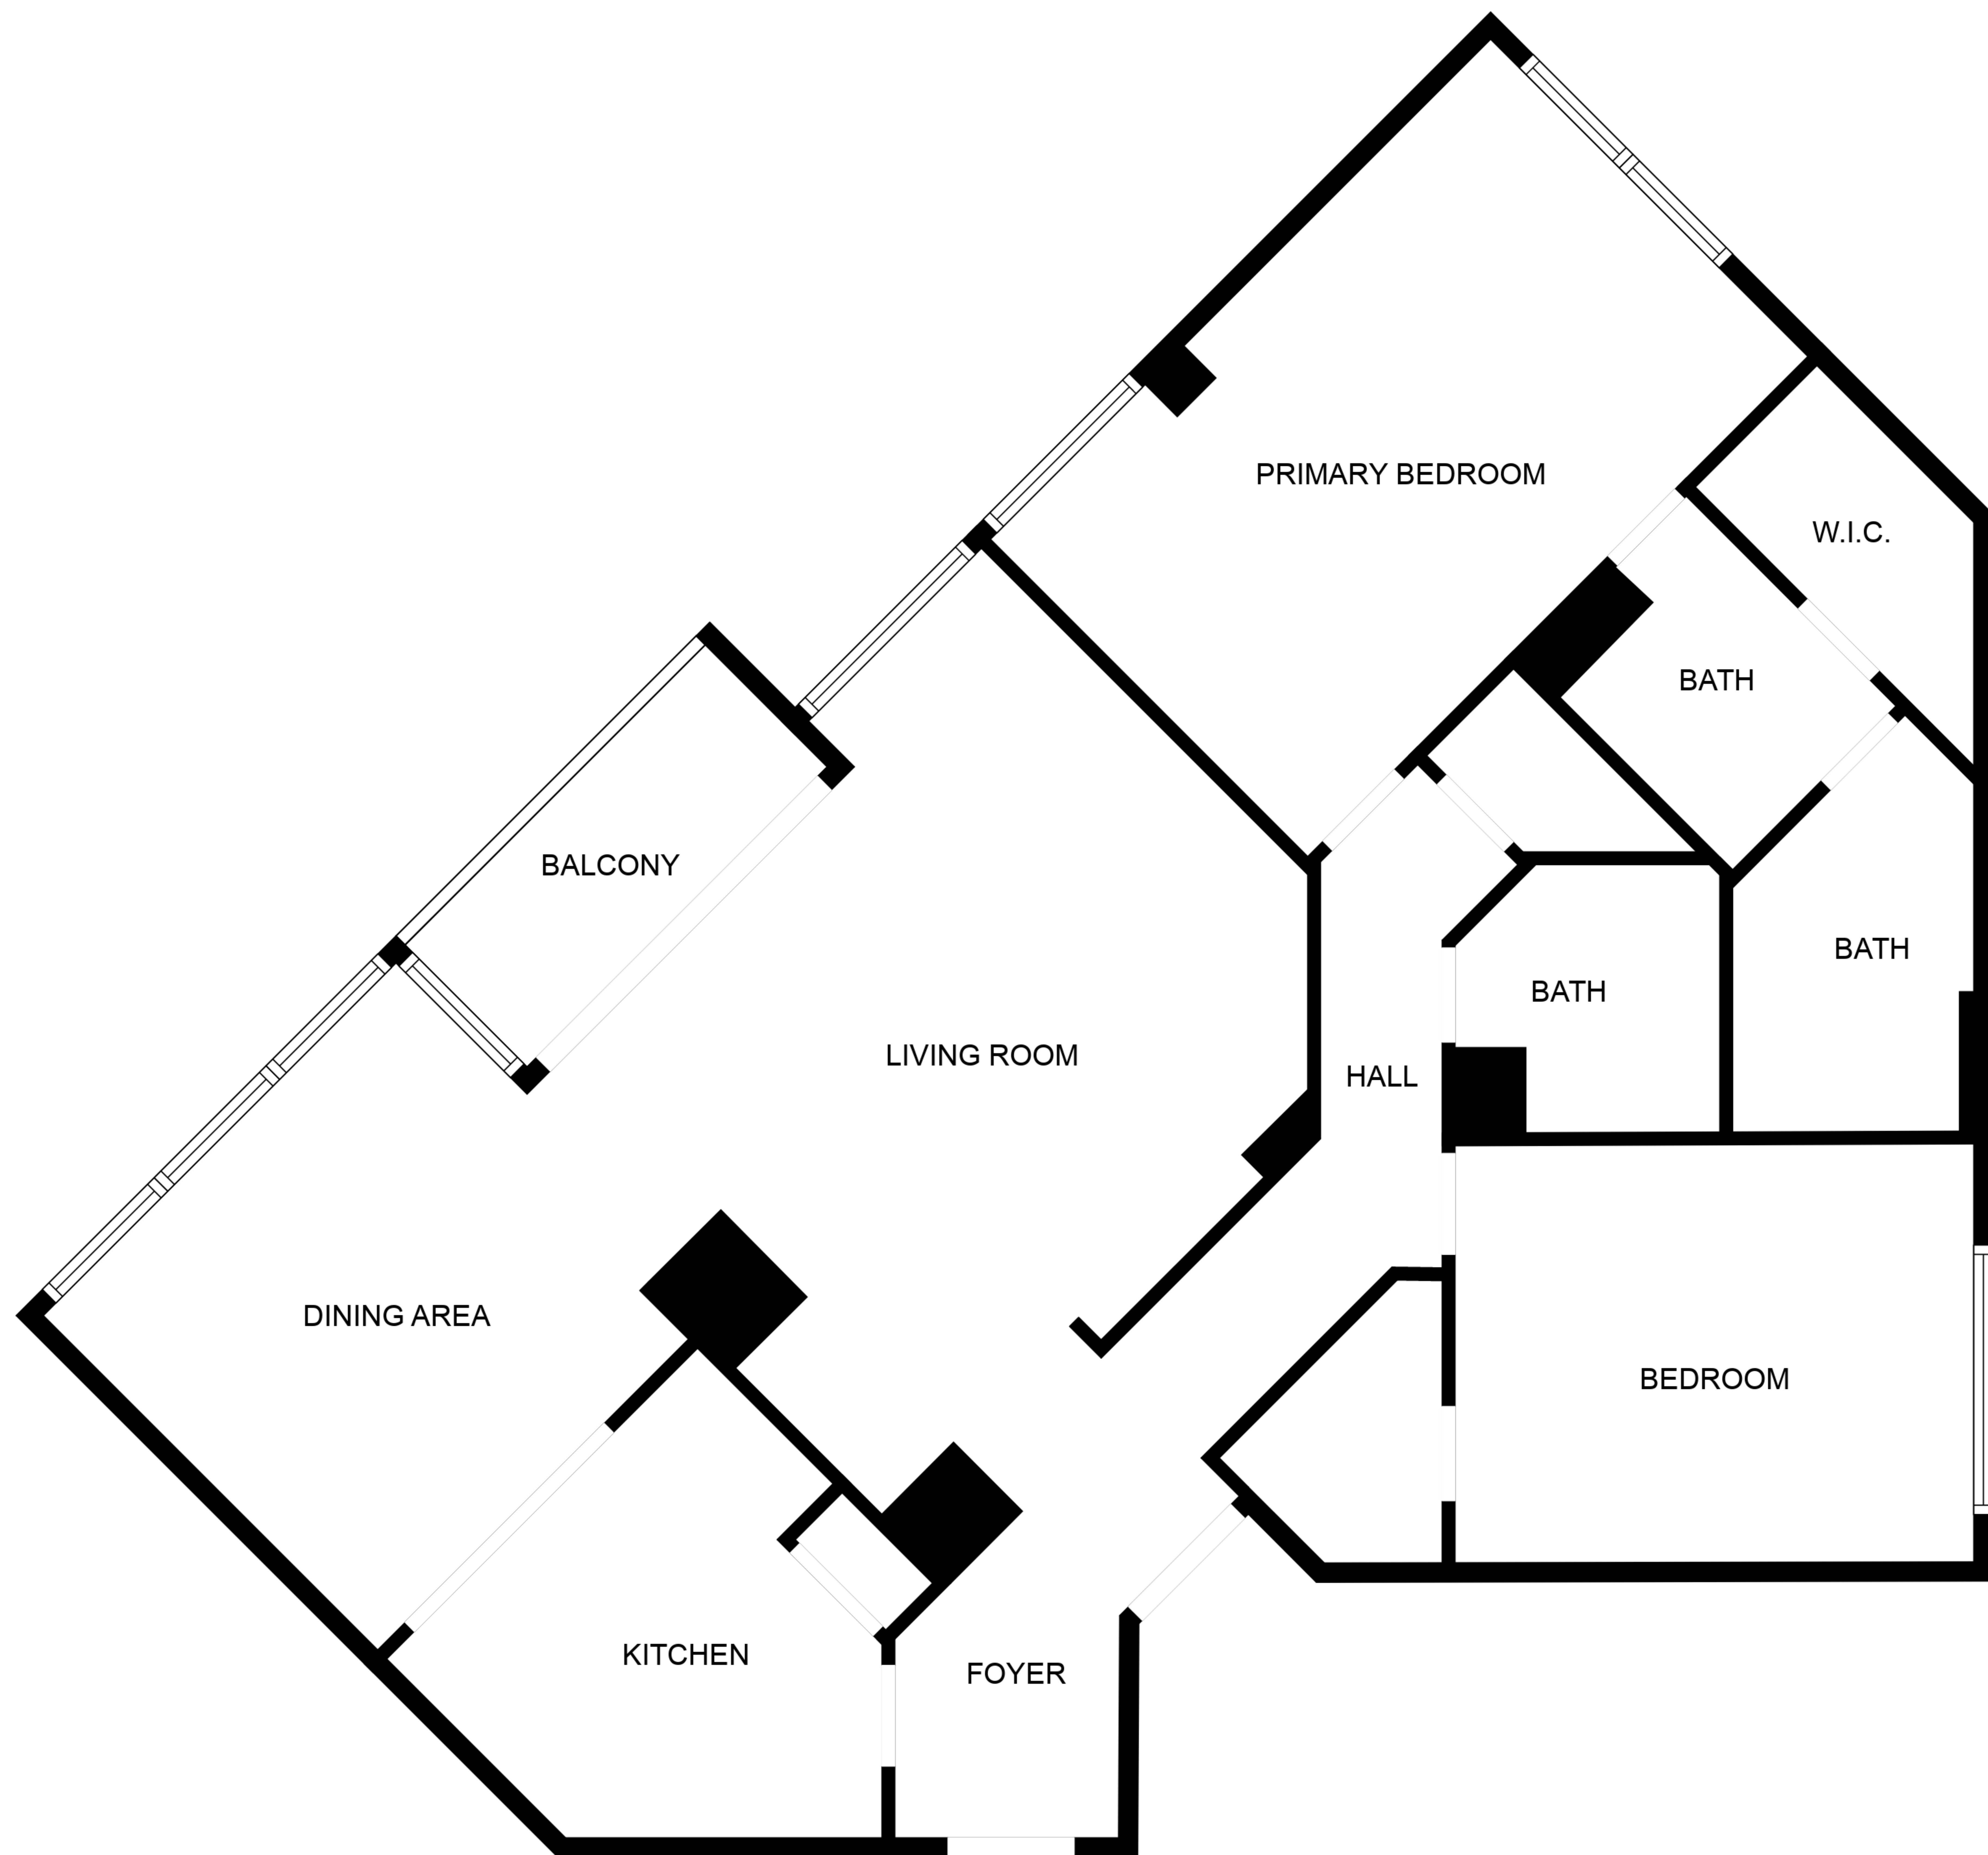 PRIMARY BEDROOM
W.I.C.
BATH
BALCONY
BATH
BATH
LIVING ROOM
HALL
DINING AREA
BEDROOM
KITCHEN
FOYER